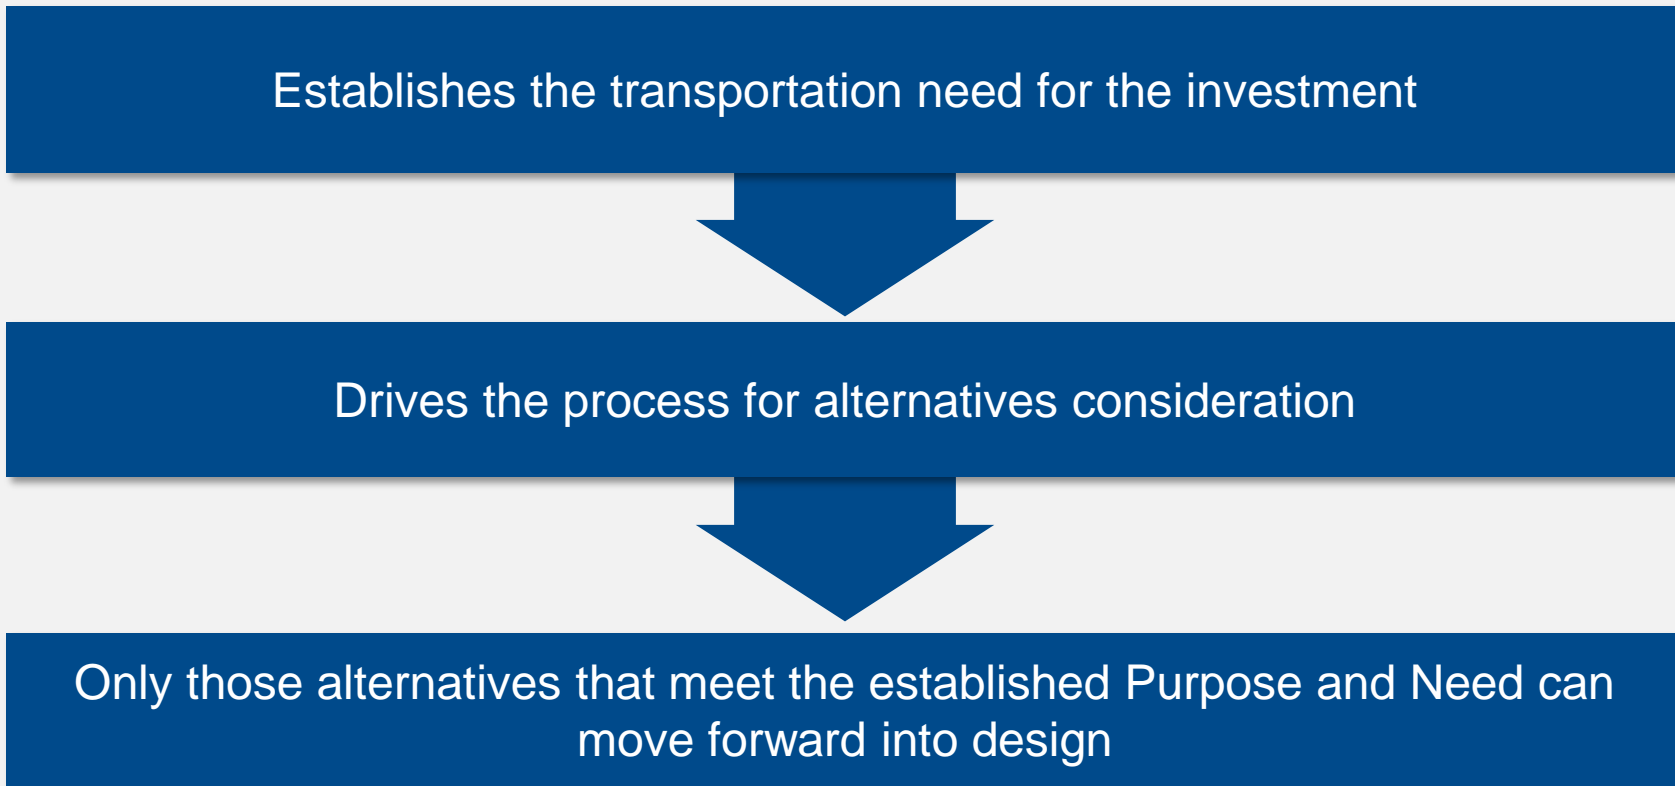 Establishes the transportation need for the investment
Drives the process for alternatives consideration
Only those alternatives that meet the established Purpose and Need can
move forward into design